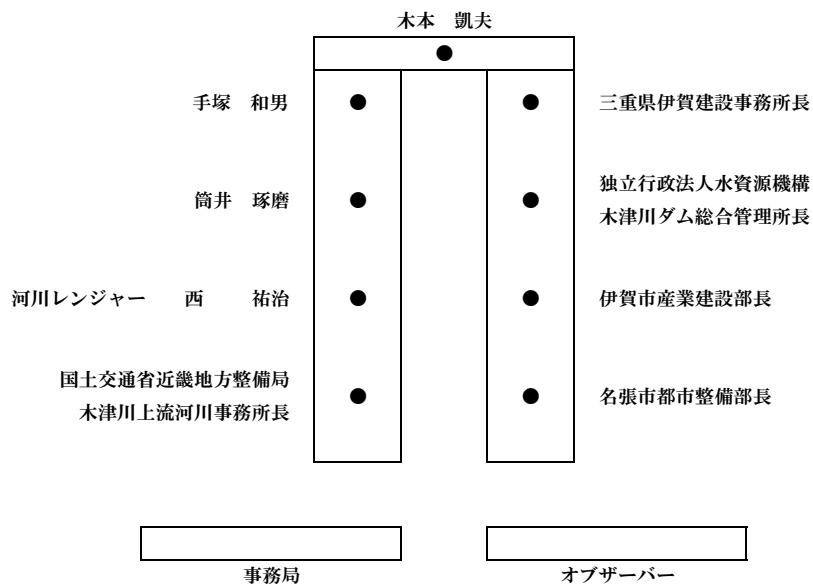 木本　凱夫
手塚　和男
三重県伊賀建設事務所長
筒井　琢磨
独立行政法人水資源機構
木津川ダム総合管理所長
河川レンジャー　　西　　祐治
伊賀市産業建設部長
国土交通省近畿地方整備局
木津川上流河川事務所長
名張市都市整備部長
事務局
オブザーバー